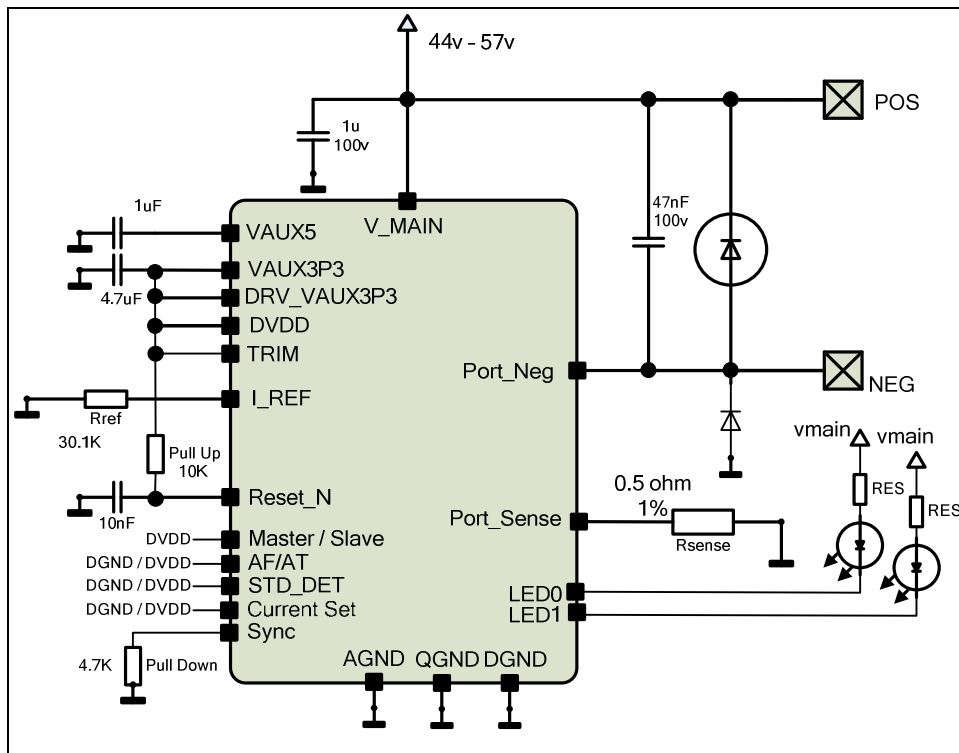 44v – 57v
POS
1u
100v
47nF
100v
1uF
4.7uF
VAUX5
V_MAIN
VAUX3P3
DRV_VAUX3P3
DVDD
TRIM
Port_Neg
NEG
I_REF
Rref
30.1K
Pull Up
10K
vmain
vmain
RES
RES
Reset_N
10nF
0.5 ohm
1%
Port_Sense
Rsense
DVDD
Master / Slave
DGND / DVDD
AF/AT
DGND / DVDD
STD_DET
DGND / DVDD
Current Set
Sync
LED0
LED1
4.7K
Pull Down
AGND
QGND
DGND